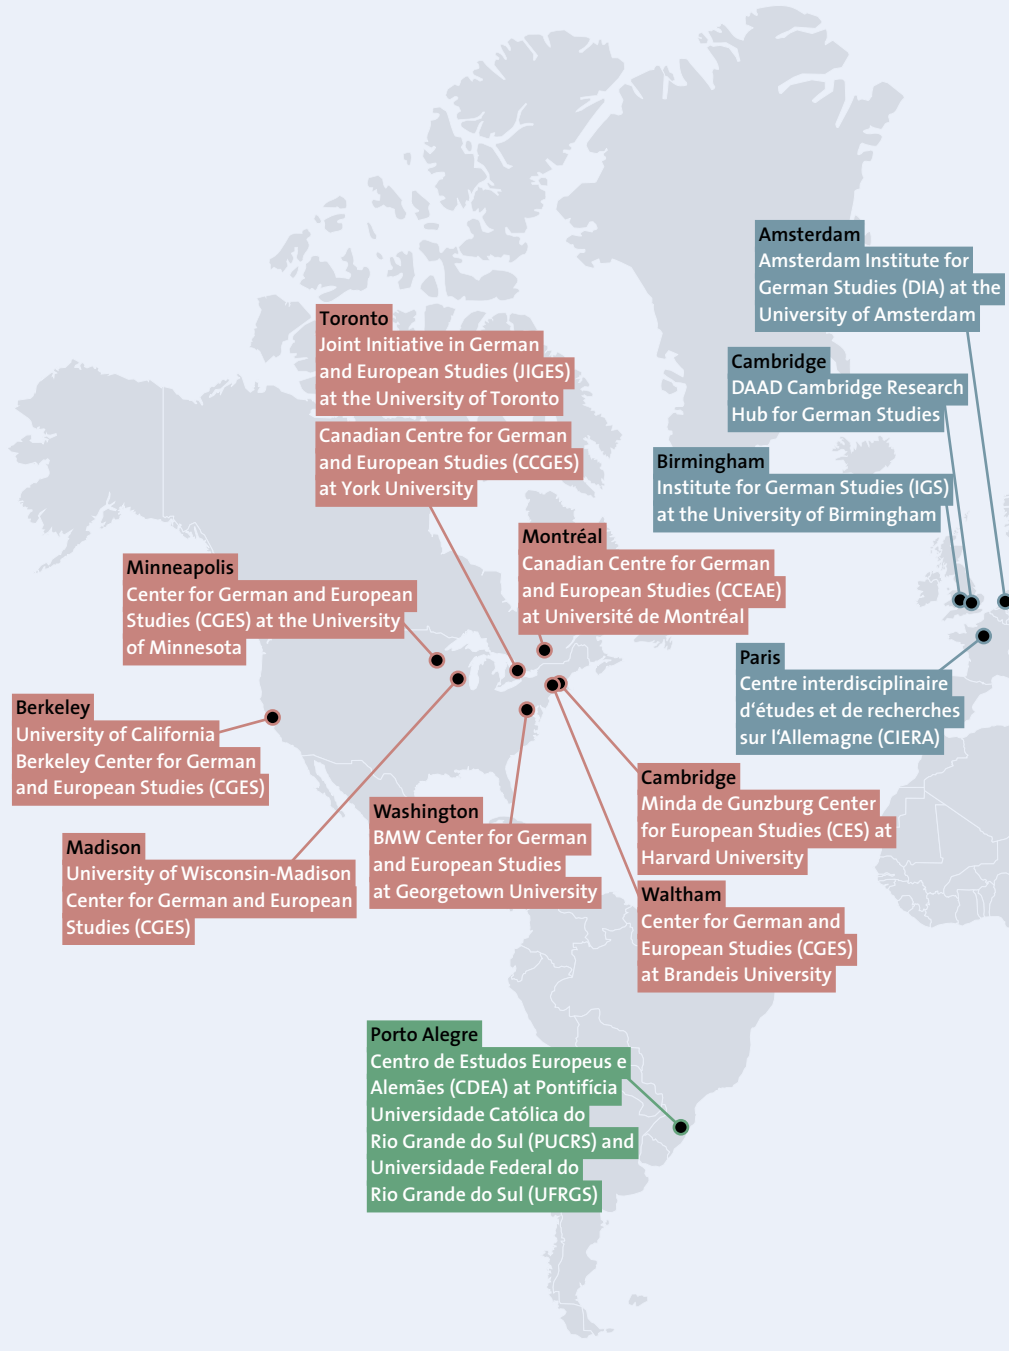 Amsterdam
Amsterdam Institute for
German Studies (DIA) at the
University of Amsterdam
Toronto
Joint Initiative in German
and European Studies (JIGES)
at the University of Toronto
Canadian Centre for German
and European Studies (CCGES)
at York University
Cambridge
DAAD Cambridge Research
Hub for German Studies
Birmingham
Institute for German Studies (IGS)
at the University of Birmingham
Montréal
Canadian Centre for German
and European Studies (CCEAE)
at Université de Montréal
Minneapolis
Center for German and European
Studies (CGES) at the University
of Minnesota
Paris
Centre interdisciplinaire
d‘études et de recherches
sur l‘Allemagne (CIERA)
Berkeley
University of California
Berkeley Center for German
and European Studies (CGES)
Cambridge
Minda de Gunzburg Center
for European Studies (CES) at
Harvard University
Washington
BMW Center for German
and European Studies
at Georgetown University
Madison
University of Wisconsin-Madison
Center for German and European
Studies (CGES)
Waltham
Center for German and
European Studies (CGES)
at Brandeis University
Porto Alegre
Centro de Estudos Europeus e
Alemães (CDEA) at Pontifícia
Universidade Católica do
Rio Grande do Sul (PUCRS) and
Universidade Federal do
Rio Grande do Sul (UFRGS)